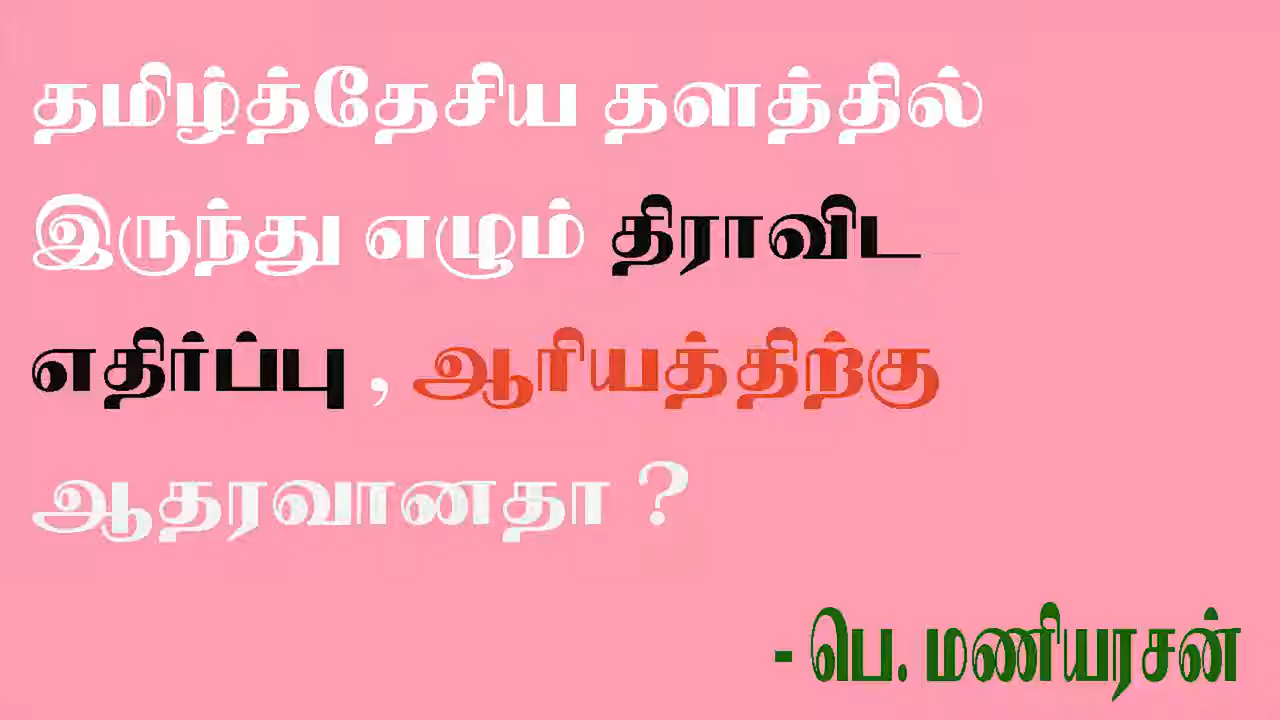 தமிழ்த்தேசிய தளத்தில்
இருந்து எழும் திராவிட
எதிர்ப்பு , ஆரியத்திற்கு
ஆதரவானதா ?
- பெ. மணியரசன்